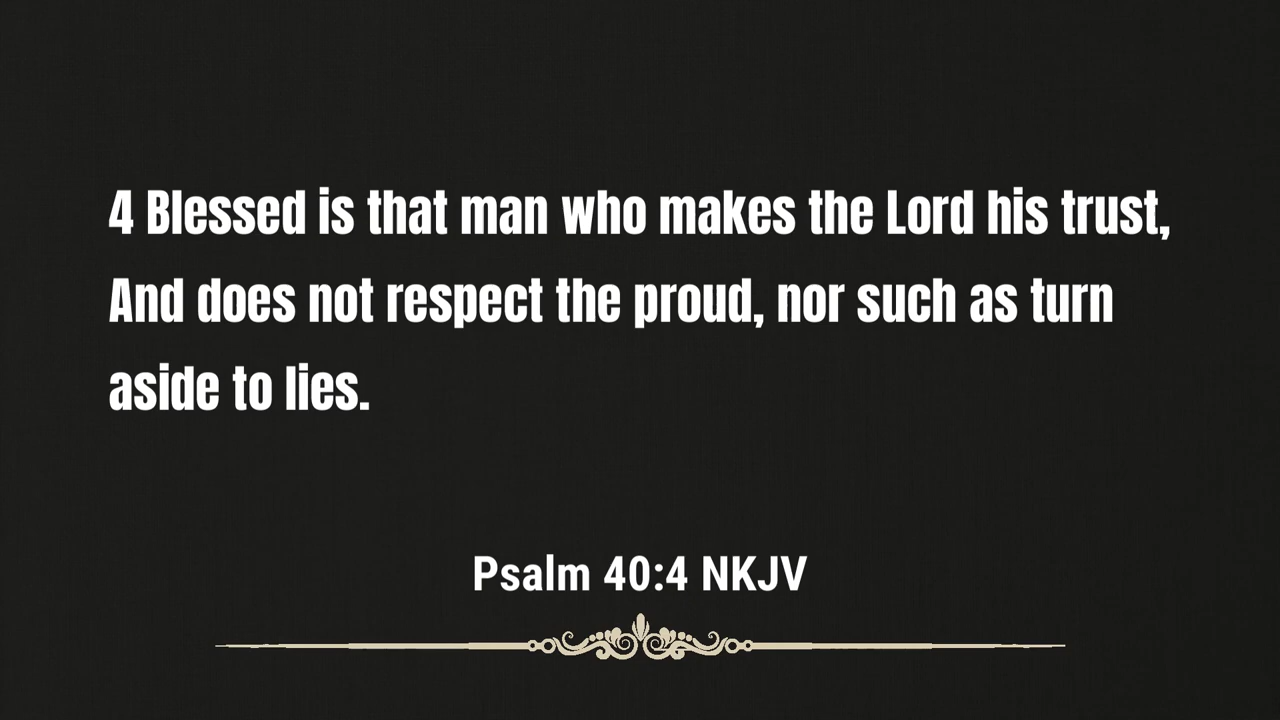 4 Blessed is that man who makes the Lord his trust,
And does not respect the proud, nor such as turn
aside to lies.
Psalm 40:4 NKJV